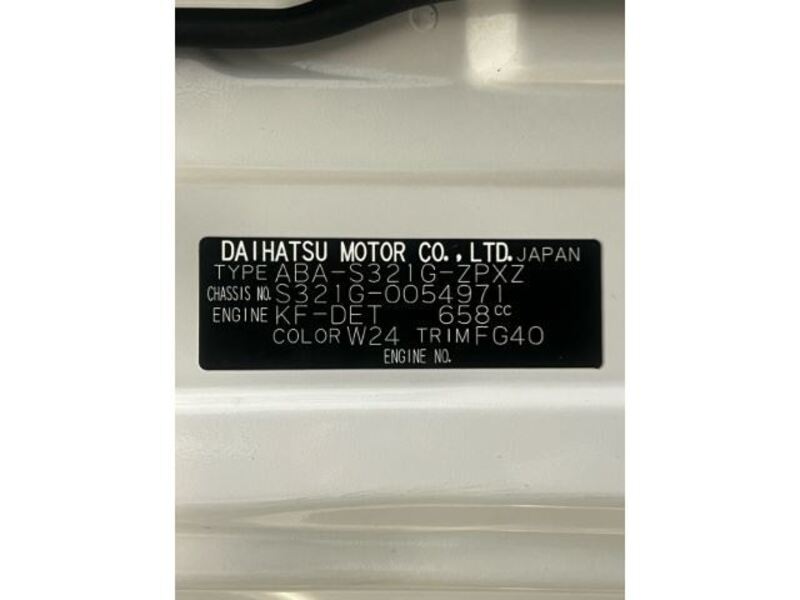 DAIHATSU MOTOR CO.,LTD. JAPAN
TYPE ABA-S321G-ZPXZ
CHASSIS NO. S321G-0054971
ENGINE KF-DET 658cc
COLOR W24 TRIM FG40
ENGINE NO.